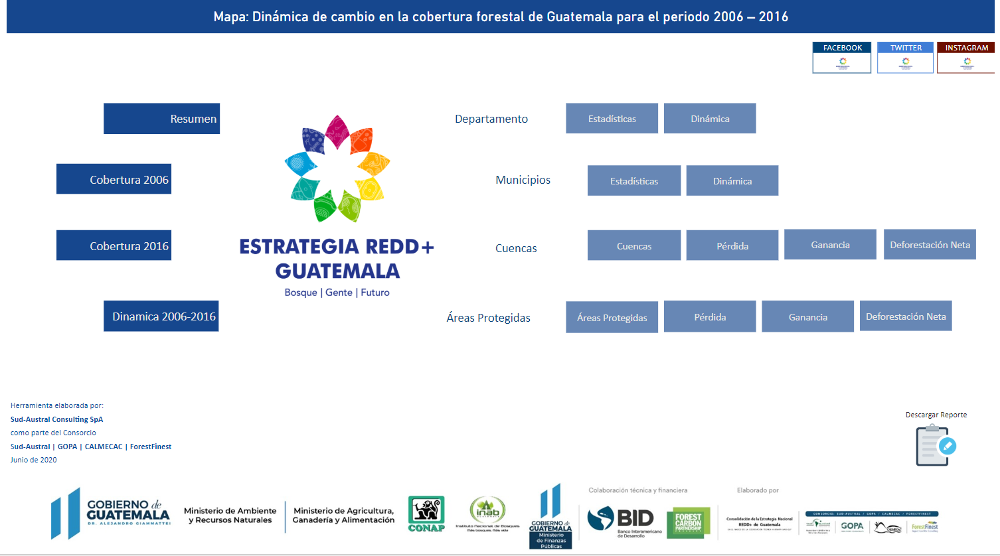 Mapa: Dinámica de cambio en la cobertura forestal de Guatemala para el periodo 2006 – 2016
FACEBOOK
TWITTER
INSTAGRAM
Resumen
Cobertura 2006
Cobertura 2016
Dinamica 2006-2016
ESTRATEGIA REDD+
GUATEMALA
Bosque | Gente | Futuro
Departamento
Estadísticas
Dinámica
Municipios
Estadísticas
Dinámica
Cuencas
Cuencas
Pérdida
Ganancia
Deforestación Neta
Áreas Protegidas
Áreas Protegidas
Pérdida
Ganancia
Deforestación Neta
Herramienta elaborada por:
Sud-Austral Consulting SpA
como parte del Consorcio
Sud-Austral | GOPA | CALMECAC | ForestFinest
Junio de 2020
Descargar Reporte
GOBIERNO de
GUATEMALA
DR. ALEJANDRO GIAMMATTEI
Ministerio de Ambiente
y Recursos Naturales
Ministerio de Agricultura,
Ganadería y Alimentación
CONAP
inab
Instituto Nacional de Bosques
Más bosques, más vida
GOBIERNO de
GUATEMALA
Ministerio
de Finanzas
Públicas
Colaboración técnica y financiera
BID
Banco Interamericano
de Desarrollo
FOREST
CARBON
PARTNERSHIP
Elaborado por
Consolidación de la Estrategia Nacional
REDD+ de Guatemala
CONSORCIO: SUD-AUSTRAL / GOPA / CALMECAC / FORESTFINEST
GOPA
CALMECAC
ForestFinest